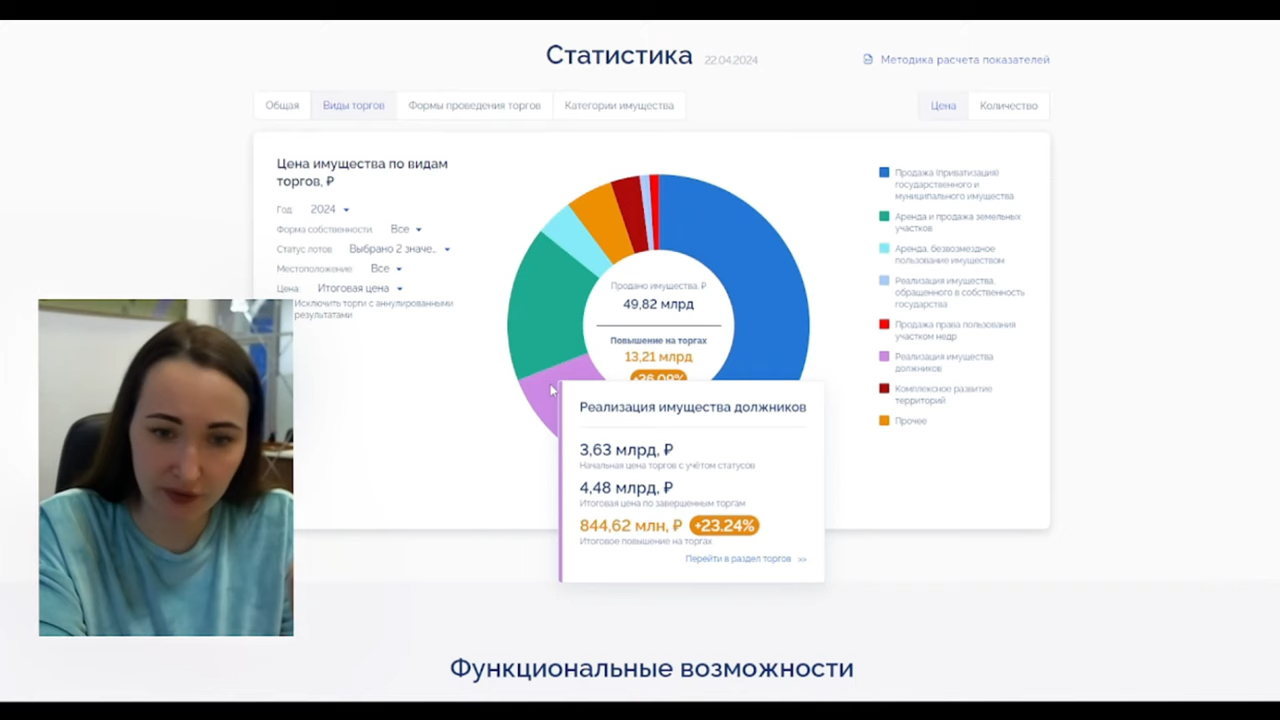 Статистика 22.04.2024
Методика расчета показателей
Общая Виды торгов Формы проведения торгов Категории имущества
Цена Количество
Цена имущества по видам
торгов, ₽
Год 2024
Форма собственности Все
Статус лотов Выбрано 2 значе..
Местоположение Все
Цена Итоговая цена
Исключить торги с аннулированными
результатами
Продано имущества, ₽
49,82 млрд
Повышение на торгах
13,21 млрд
+36.09%
Продажа (приватизация)
государственного и
муниципального имущества
Аренда и продажа земельных
участков
Аренда, безвозмездное
пользование имуществом
Реализация имущества,
обращенного в собственность
государства
Продажа права пользования
участком недр
Реализация имущества
должников
Комплексное развитие
территорий
Прочее
Реализация имущества должников
3,63 млрд, ₽
Начальная цена торгов с учётом статусов
4,48 млрд, ₽
Итоговая цена по завершенным торгам
844,62 млн, ₽ +23.24%
Итоговое повышение на торгах
Перейти в раздел торгов >>
Функциональные возможности